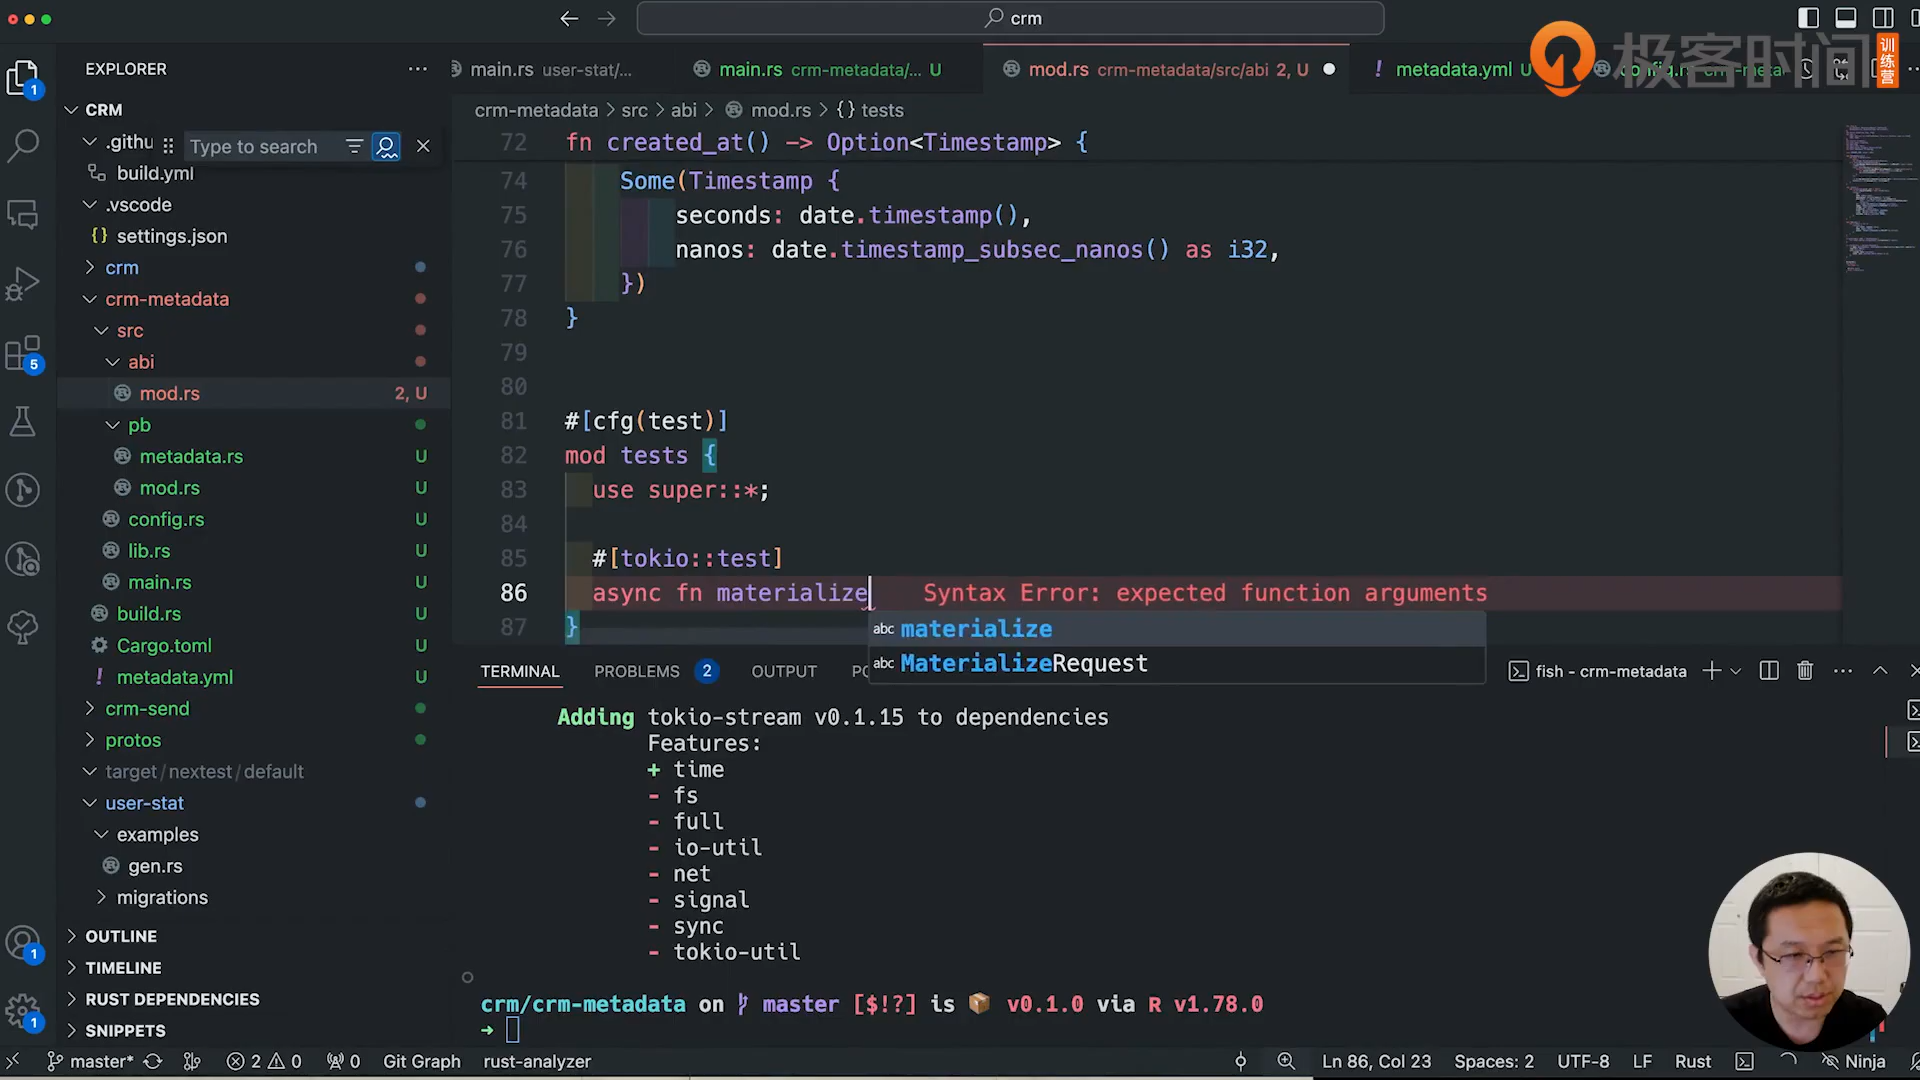 crm
EXPLORER
main.rs user-stat/...
main.rs crm-metadata/... U
mod.rs crm-metadata/src/abi 2, U
! metadata.yml U
极客时间
训练营
CRM
crm-metadata > src > abi > mod.rs > {} tests
.githu
Type to search
build.yml
.vscode
{} settings.json
crm
crm-metadata
src
abi
mod.rs 2, U
pb
metadata.rs U
mod.rs U
config.rs U
lib.rs U
main.rs U
build.rs U
Cargo.toml U
! metadata.yml U
crm-send
protos
target/nextest/default
user-stat
examples
gen.rs
migrations
OUTLINE
TIMELINE
RUST DEPENDENCIES
SNIPPETS
1
5
1
1
72 fn created_at() -> Option<Timestamp> {
74 Some(Timestamp {
75 seconds: date.timestamp(),
76 nanos: date.timestamp_subsec_nanos() as i32,
77 })
78 }
79
80
81 #[cfg(test)]
82 mod tests {
83 use super::*;
84
85 #[tokio::test]
86 async fn materialize Syntax Error: expected function arguments
87 }
abc materialize
abc MaterializeRequest
TERMINAL PROBLEMS 2 OUTPUT
fish - crm-metadata
Adding tokio-stream v0.1.15 to dependencies
Features:
+ time
- fs
- full
- io-util
- net
- signal
- sync
- tokio-util
crm/crm-metadata on master [$!?] is 📦 v0.1.0 via R v1.78.0
→
master* 2 0 0 Git Graph rust-analyzer
Ln 86, Col 23 Spaces: 2 UTF-8 LF Rust Ninja